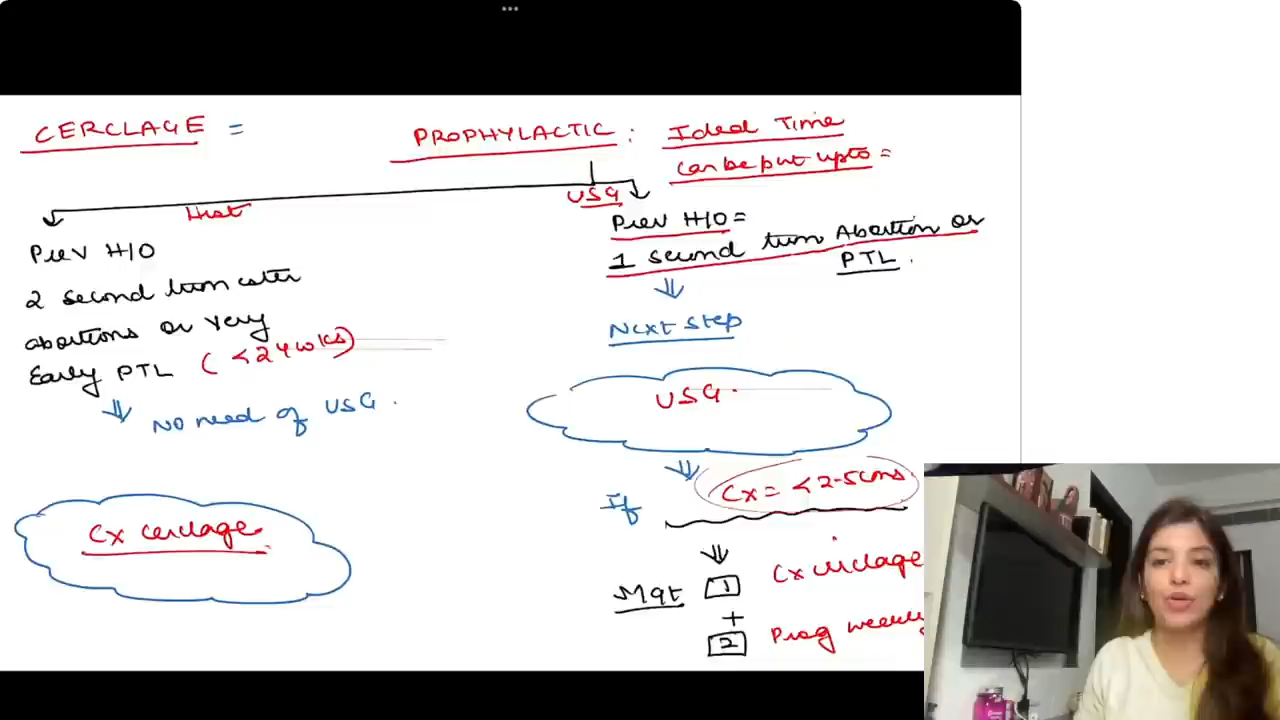 CERCLAGE =
PROPHYLACTIC : Ideal Time
Can be put upto =
Hist
USG
Prev H/O
2 second trim
abortions or very
Early PTL (<24wks)
No need of USG.
Cx cerclage
Prev H/O =
1 second trim Abortion or
PTL.
Next step
USG.
If
Cx = <2.5cms
Mgt
1
Cx cerclage
+
2
Prog weekly